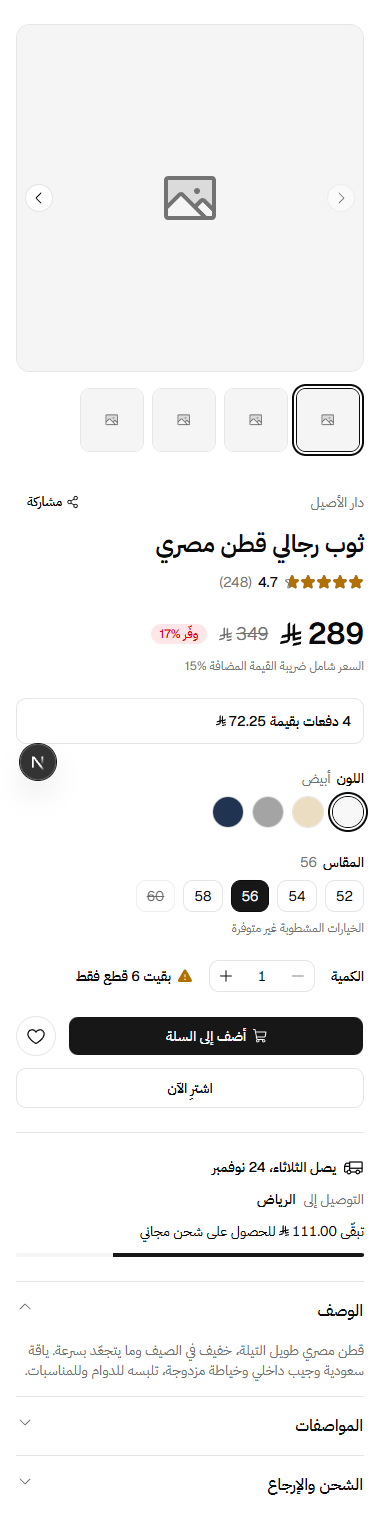 دار الأصيل
مشاركة
ثوب رجالي قطن مصري
4.7 (248)
289 ⃁ 349 ⃁ وفّر 17%
السعر شامل ضريبة القيمة المضافة 15%
4 دفعات بقيمة 72.25 ⃁
N
اللون أبيض
المقاس 56
52 54 56 58 60
الخيارات المشطوبة غير متوفرة
الكمية 1 بقيت 6 قطع فقط
أضف إلى السلة
اشترِ الآن
يصل الثلاثاء، 24 نوفمبر
التوصيل إلى الرياض
تبقّى 111.00 ⃁ للحصول على شحن مجاني
الوصف
قطن مصري طويل التيلة، خفيف في الصيف وما يتجعّد بسرعة. ياقة
سعودية وجيب داخلي وخياطة مزدوجة، تلبسه للدوام وللمناسبات.
المواصفات
الشحن والإرجاع